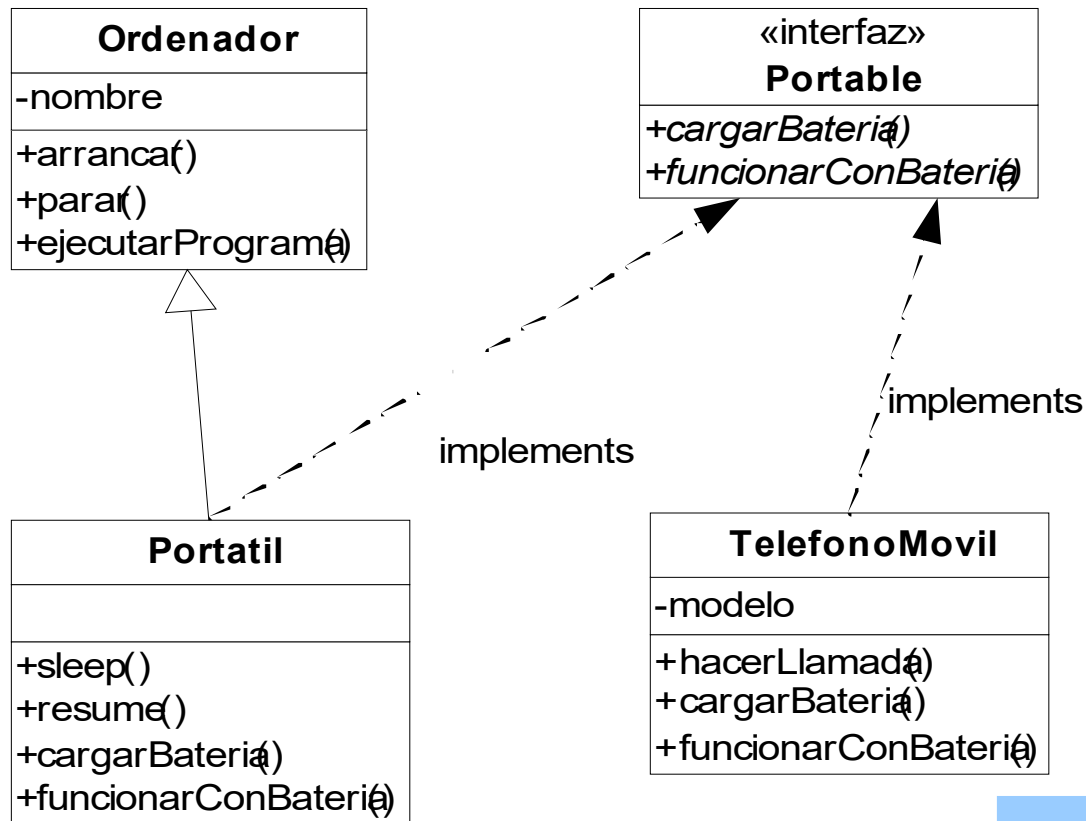 Ordenador
-nombre
+arrancar()
+parar()
+ejecutarPrograma()
«interfaz»
Portable
+cargarBateria()
+funcionarConBateria()
implements
implements
Portatil
+sleep()
+resume()
+cargarBateria()
+funcionarConBateria()
TelefonoMovil
-modelo
+hacerLlamada()
+cargarBateria()
+funcionarConBateria()